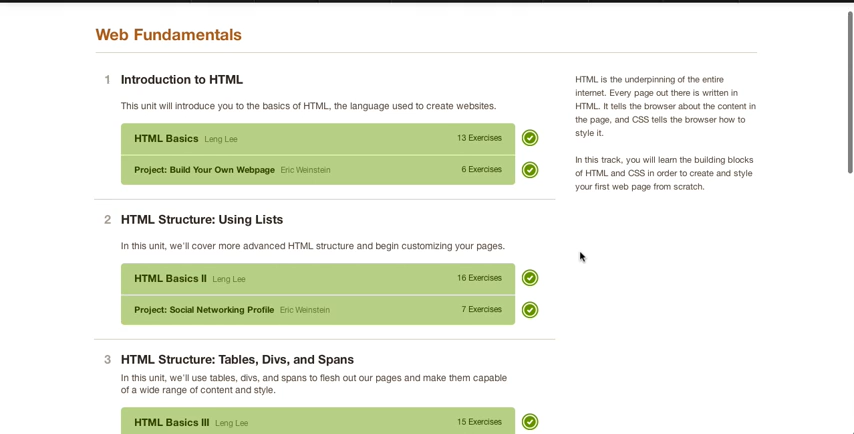 Web Fundamentals
1 Introduction to HTML
This unit will introduce you to the basics of HTML, the language used to create websites.
HTML Basics Leng Lee 13 Exercises
Project: Build Your Own Webpage Eric Weinstein 6 Exercises
2 HTML Structure: Using Lists
In this unit, we'll cover more advanced HTML structure and begin customizing your pages.
HTML Basics II Leng Lee 16 Exercises
Project: Social Networking Profile Eric Weinstein 7 Exercises
3 HTML Structure: Tables, Divs, and Spans
In this unit, we'll use tables, divs, and spans to flesh out our pages and make them capable
of a wide range of content and style.
HTML Basics III Leng Lee 15 Exercises
HTML is the underpinning of the entire
internet. Every page out there is written in
HTML. It tells the browser about the content in
the page, and CSS tells the browser how to
style it.
In this track, you will learn the building blocks
of HTML and CSS in order to create and style
your first web page from scratch.